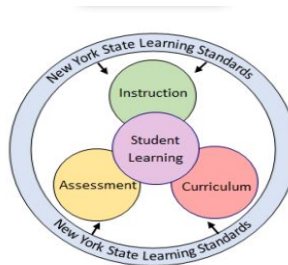 New York State Learning Standards
Instruction
Student
Learning
Assessment
Curriculum
New York State Learning Standards